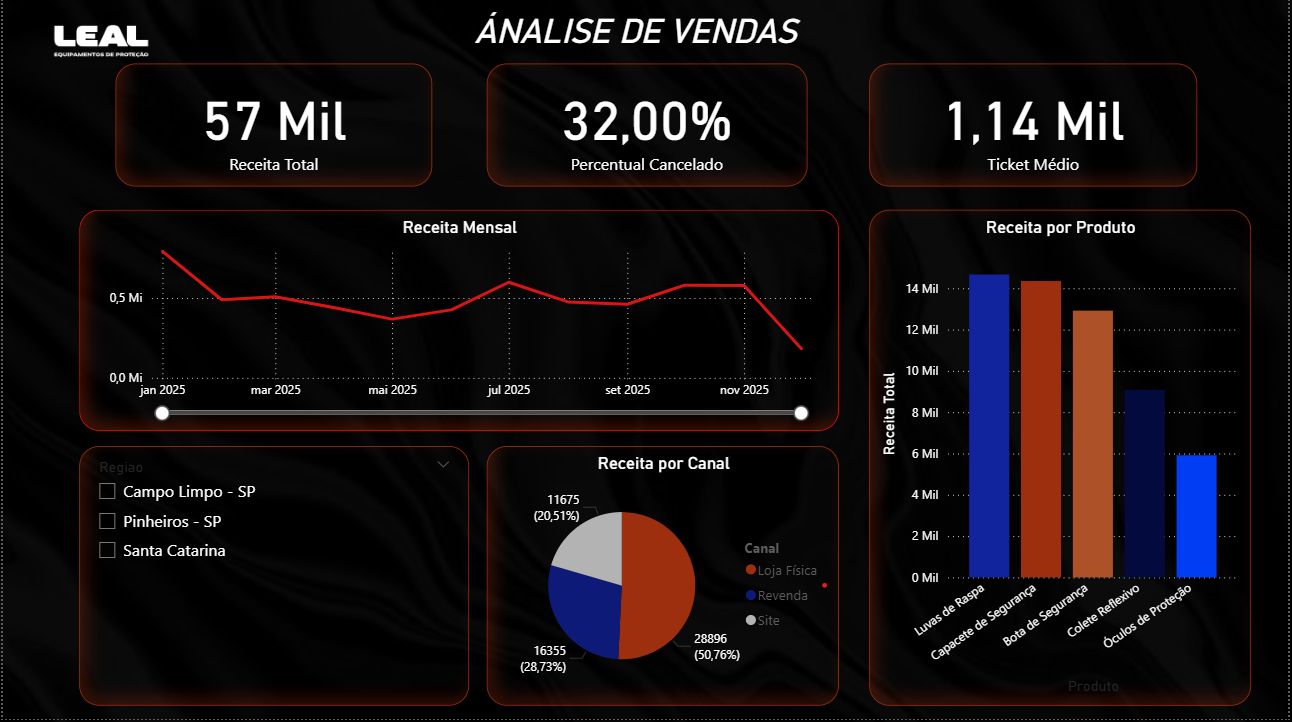 LEAL
EQUIPAMENTOS DE PROTEÇÃO
ÁNALISE DE VENDAS
57 Mil
Receita Total
32,00%
Percentual Cancelado
1,14 Mil
Ticket Médio
Receita Mensal
0,5 Mi
0,0 Mi
jan 2025
mar 2025
mai 2025
jul 2025
set 2025
nov 2025
Receita por Produto
Receita Total
14 Mil
12 Mil
10 Mil
8 Mil
6 Mil
4 Mil
2 Mil
0 Mil
Luvas de Raspa
Capacete de Segurança
Bota de Segurança
Colete Reflexivo
Óculos de Proteção
Produto
Regiao
Campo Limpo - SP
Pinheiros - SP
Santa Catarina
Receita por Canal
11675
(20,51%)
16355
(28,73%)
28896
(50,76%)
Canal
Loja Física
Revenda
Site